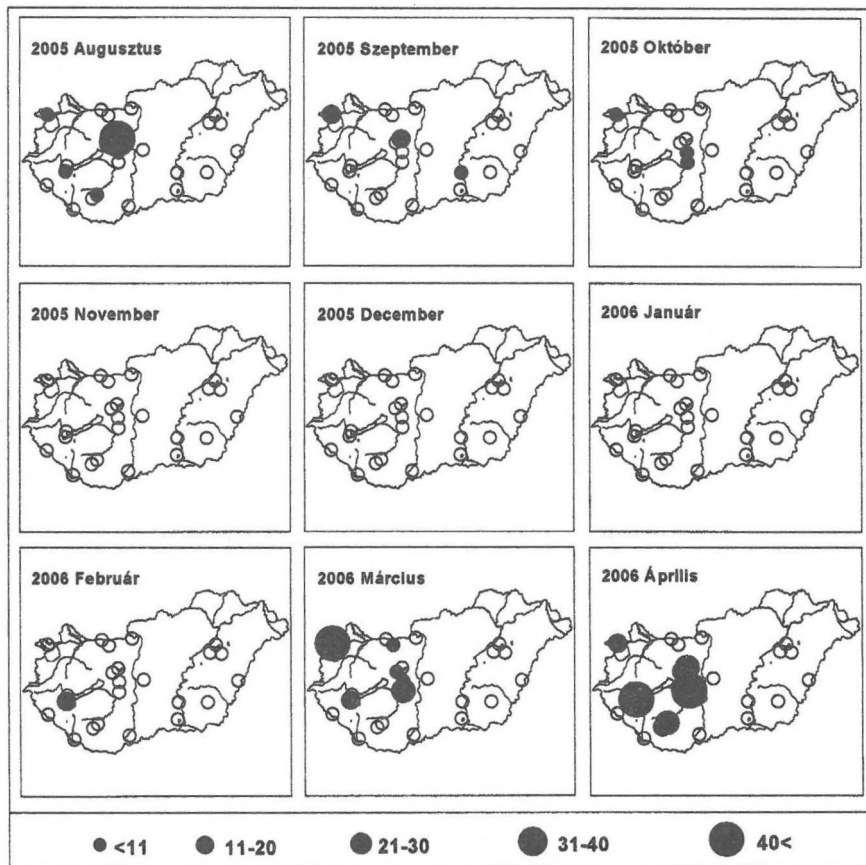 2005 Augusztus
2005 Szeptember
2005 Október
2005 November
2005 December
2006 Január
2006 Február
2006 Március
2006 Április
<11
11-20
21-30
31-40
40<